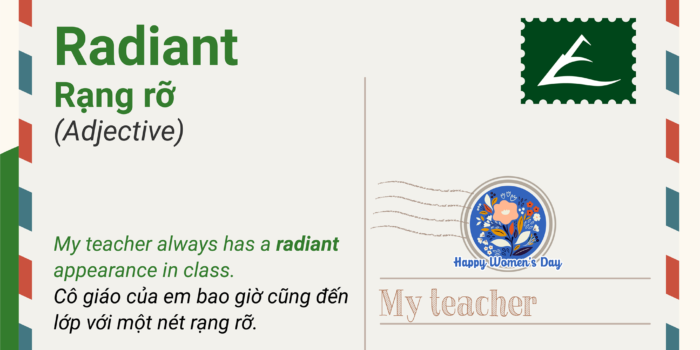 Radiant
Rạng rỡ
(Adjective)
My teacher always has a radiant
appearance in class.
Cô giáo của em bao giờ cũng đến
lớp với một nét rạng rỡ.
Happy Women's Day
My teacher